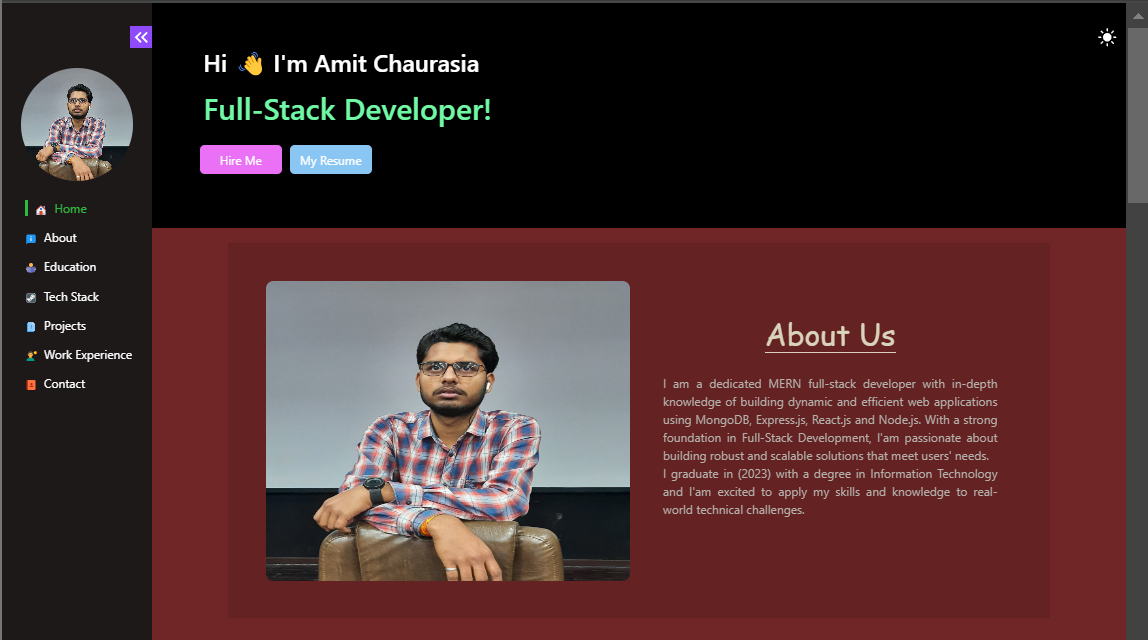 Hi 👋 I'm Amit Chaurasia
Full-Stack Developer!
Hire Me
My Resume
Home
About
Education
Tech Stack
Projects
Work Experience
Contact
About Us
I am a dedicated MERN full-stack developer with in-depth
knowledge of building dynamic and efficient web applications
using MongoDB, Express.js, React.js and Node.js. With a strong
foundation in Full-Stack Development, I'am passionate about
building robust and scalable solutions that meet users' needs.
I graduate in (2023) with a degree in Information Technology
and I'am excited to apply my skills and knowledge to real-
world technical challenges.